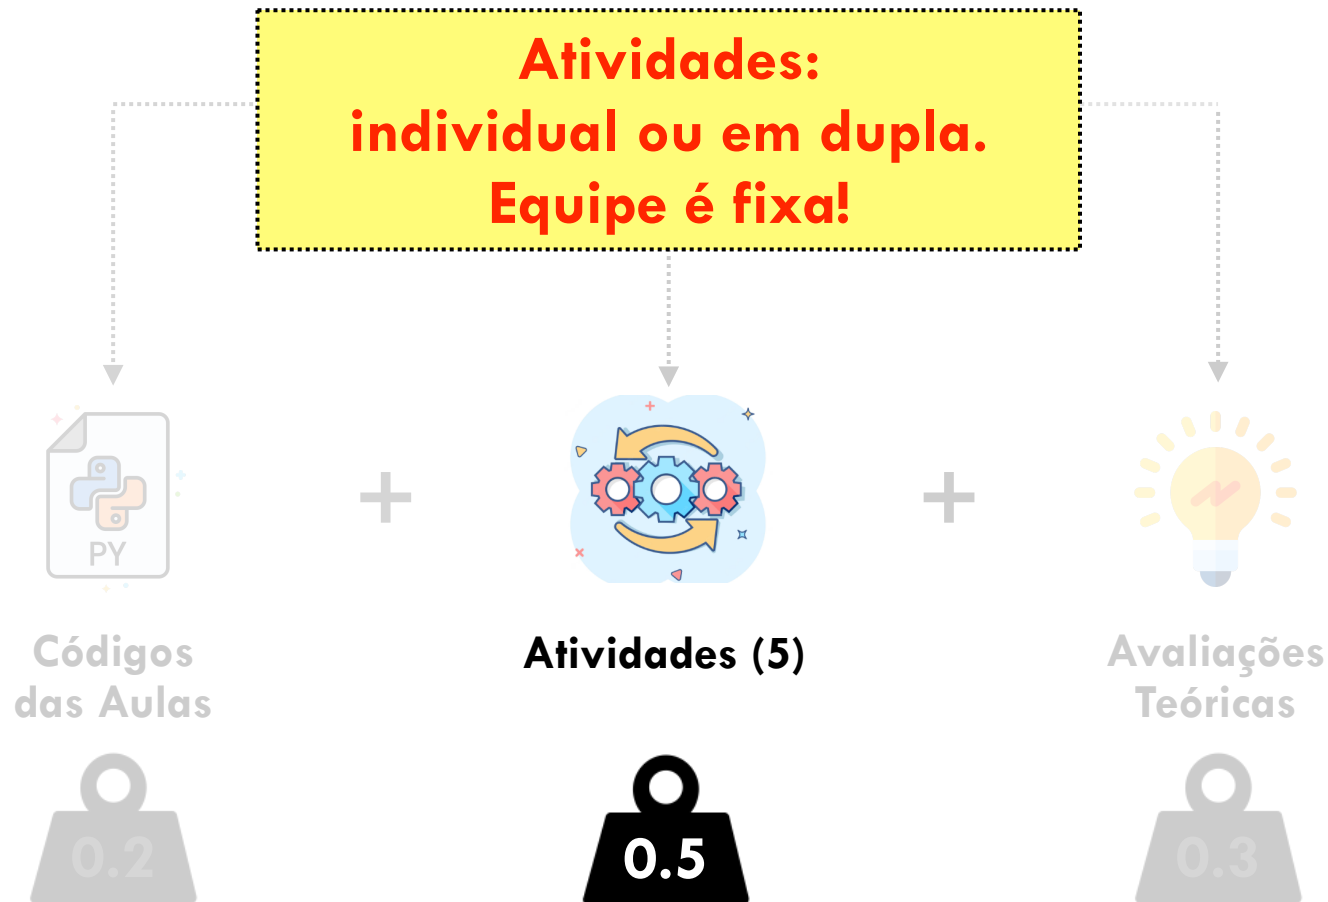 Atividades:
individual ou em dupla.
Equipe é fixa!
PY
Códigos
das Aulas
Atividades (5)
Avaliações
Teóricas
0.2
0.5
0.3